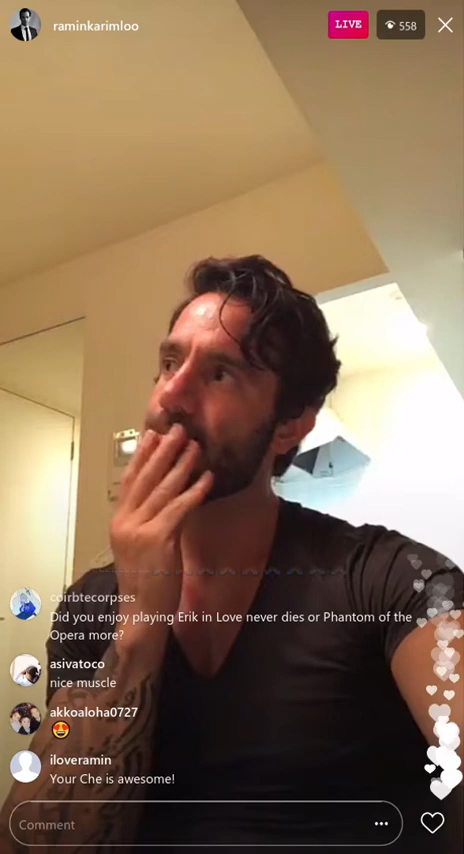 raminkarimloo
LIVE
558
coirbtecorpses
Did you enjoy playing Erik in Love never dies or Phantom of the
Opera more?
asivatoco
nice muscle
akkoaloha0727
😍
iloveramin
Your Che is awesome!
Comment